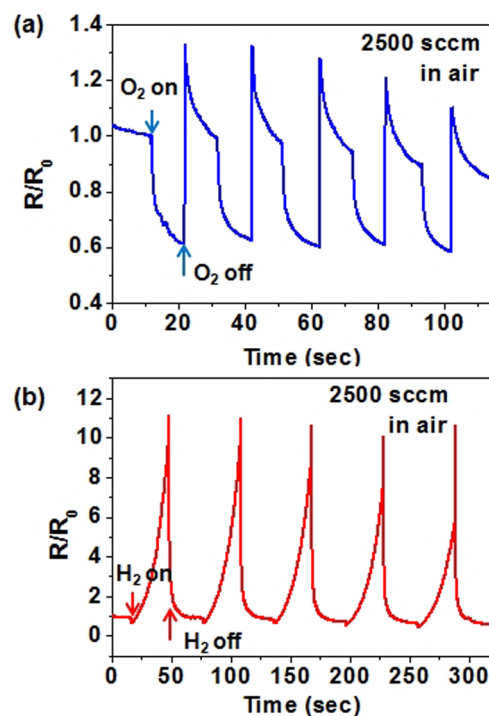 (a)
2500 sccm
in air
O₂ on
O₂ off
R/R₀
1.4
1.2
1.0
0.8
0.6
0.4
0 20 40 60 80 100
Time (sec)
(b)
2500 sccm
in air
H₂ on
H₂ off
R/R₀
12
10
8
6
4
2
0
0 50 100 150 200 250 300
Time (sec)